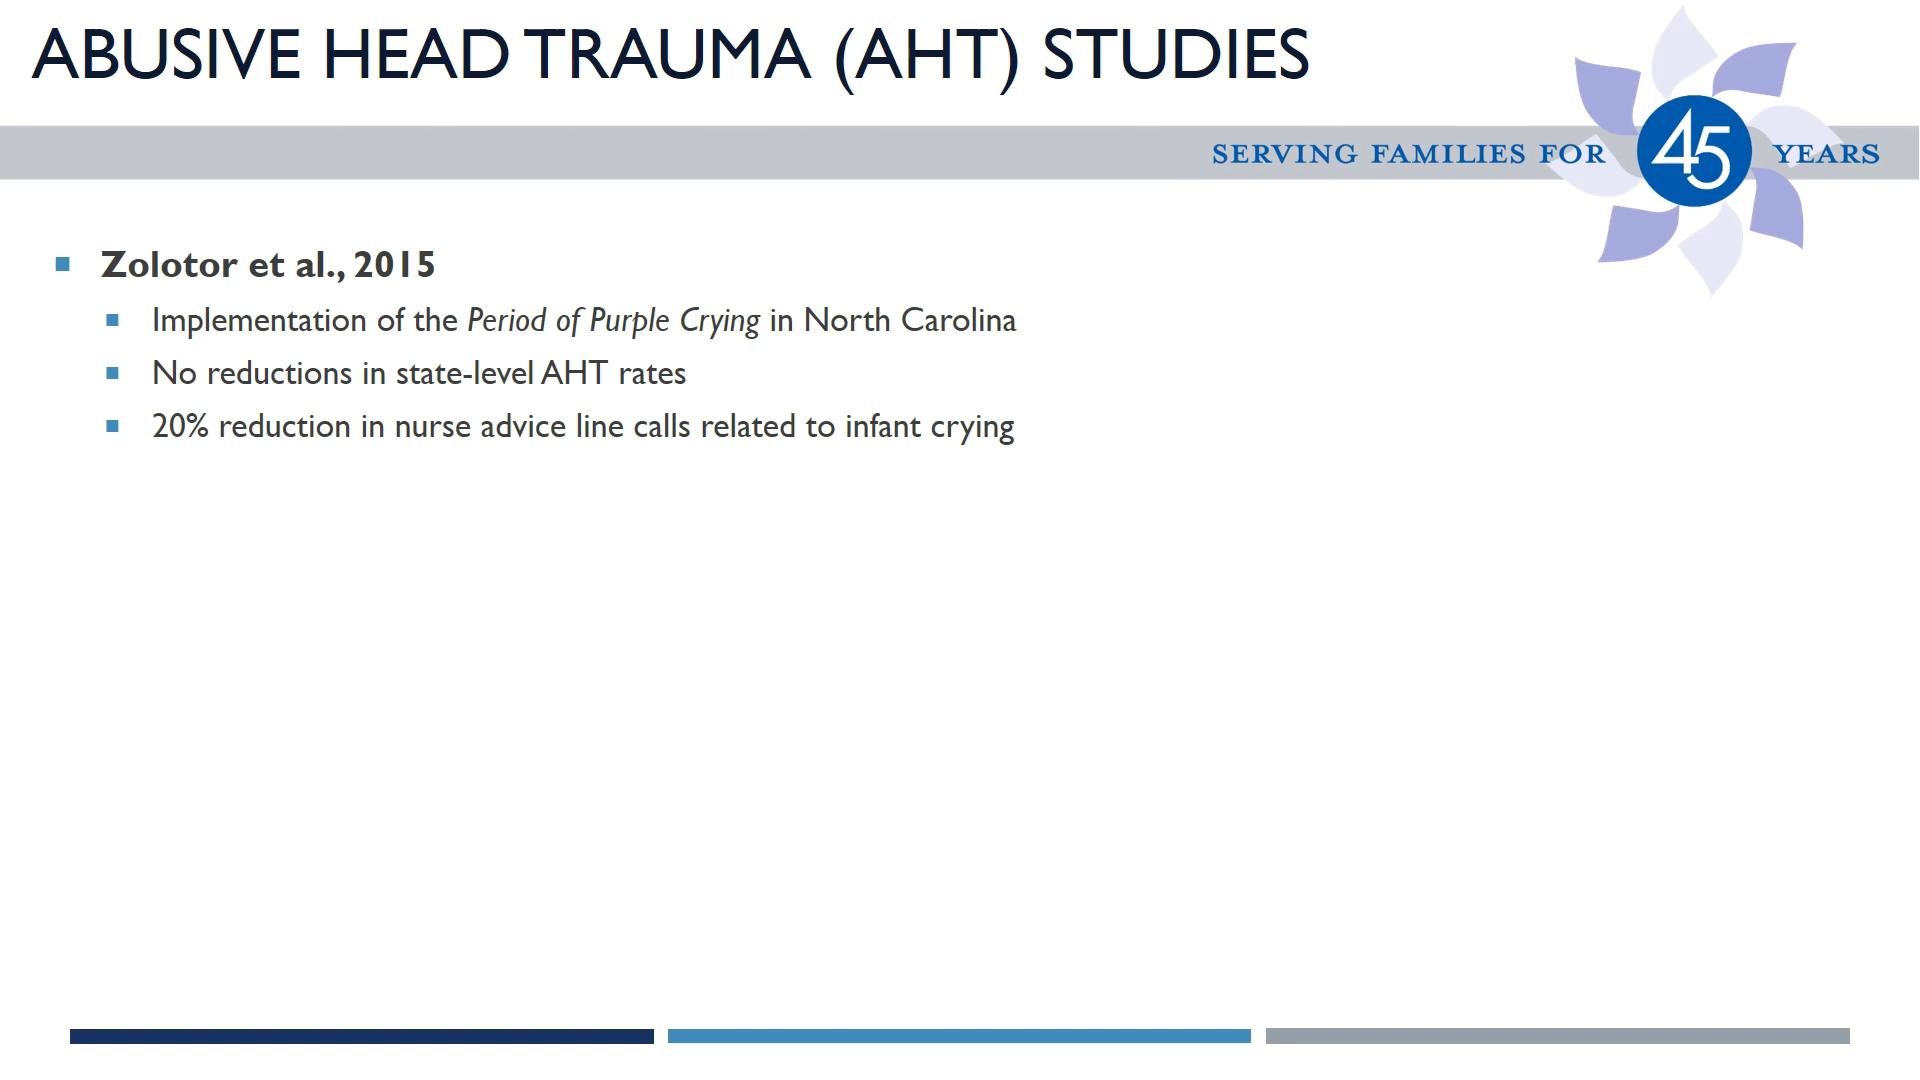 ABUSIVE HEAD TRAUMA (AHT) STUDIES
SERVING FAMILIES FOR 45 YEARS
Zolotor et al., 2015
Implementation of the Period of Purple Crying in North Carolina
No reductions in state-level AHT rates
20% reduction in nurse advice line calls related to infant crying